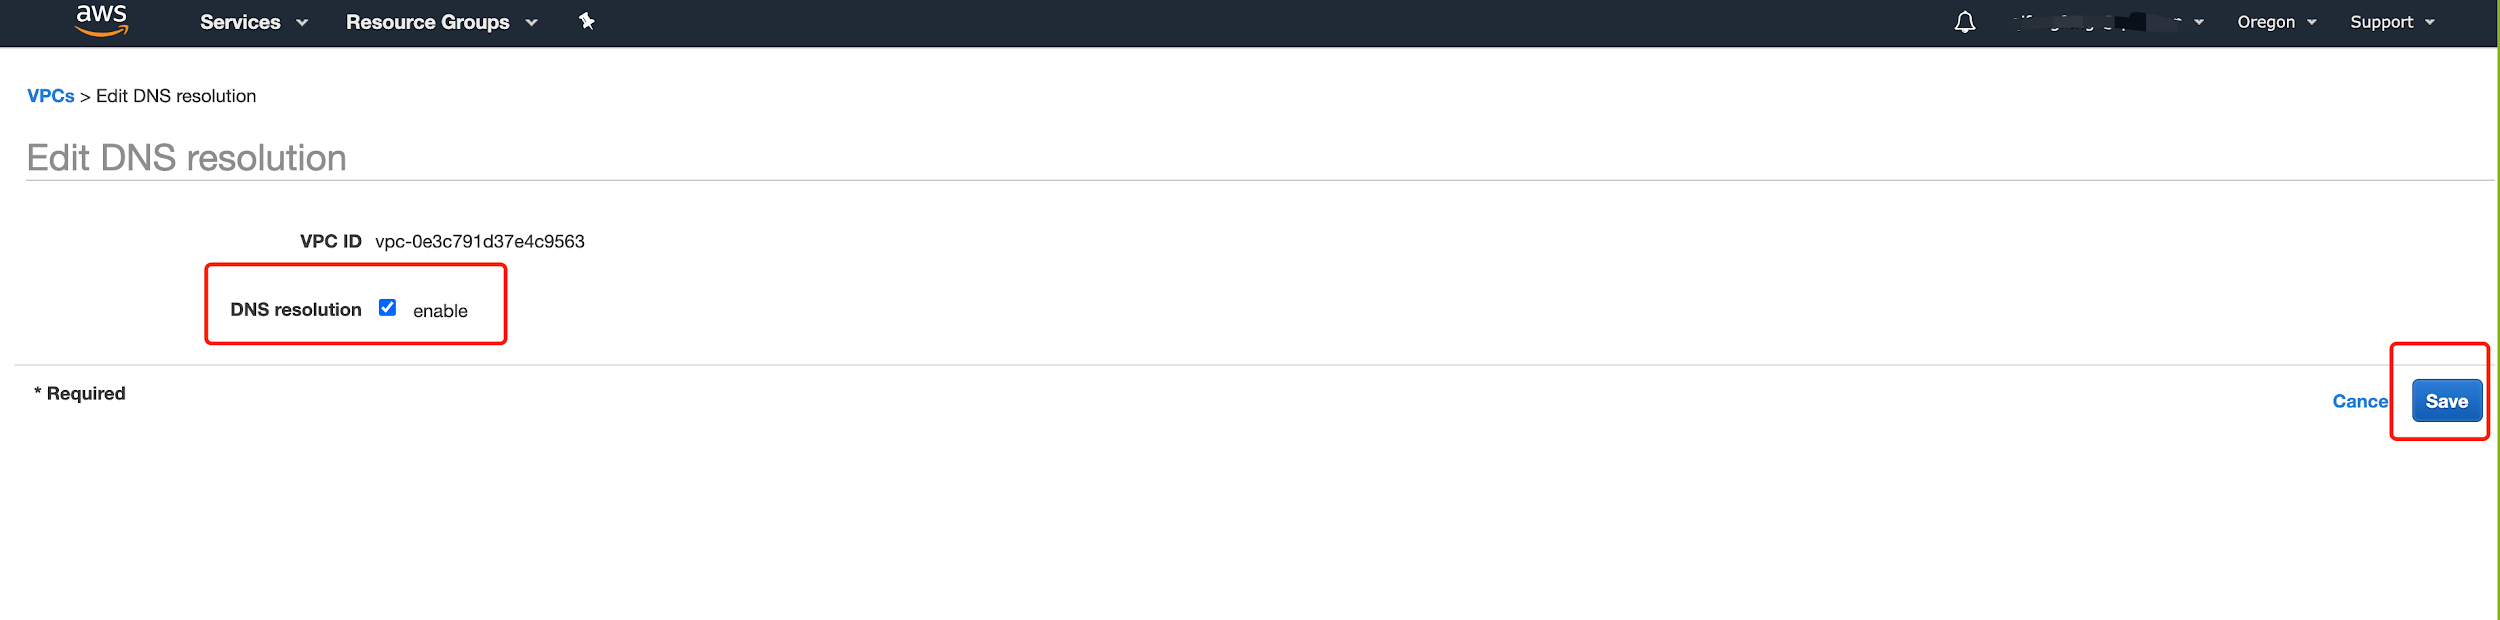 aws Services Resource Groups Oregon Support
VPCs > Edit DNS resolution
Edit DNS resolution
VPC ID vpc-0e3c791d37e4c9563
DNS resolution enable
* Required
Cance Save